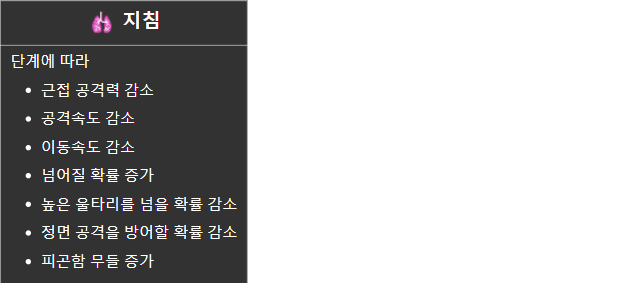 지침
단계에 따라
근접 공격력 감소
공격속도 감소
이동속도 감소
넘어질 확률 증가
높은 울타리를 넘을 확률 감소
정면 공격을 방어할 확률 감소
피곤함 무들 증가